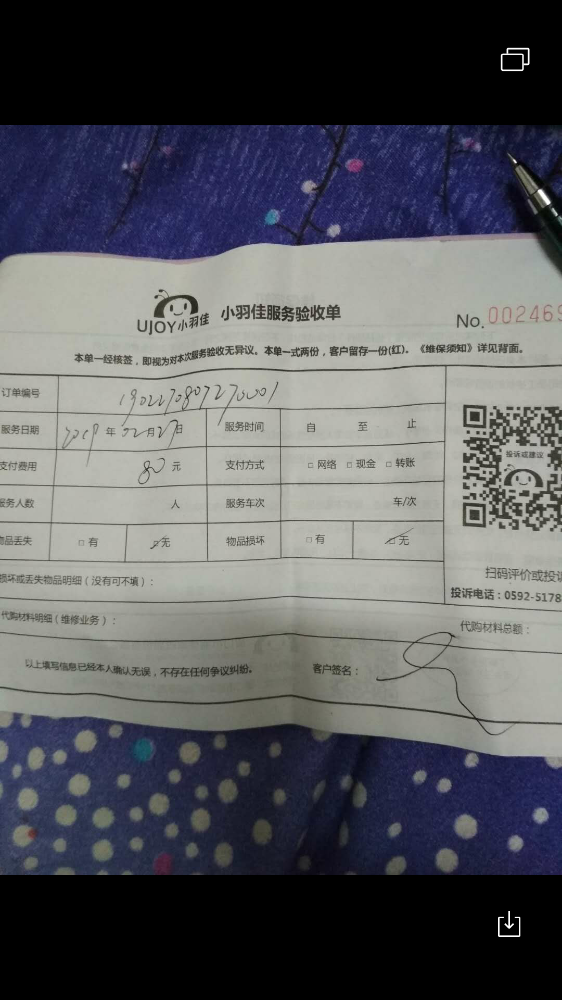 UJOY小羽佳 小羽佳服务验收单
No. 002469
本单一经核签，即视为对本次服务验收无异议。本单一式两份，客户留存一份(红)。《维保须知》详见背面。
订单编号
服务日期 2019 年 02 月 27 日 服务时间 自 至 止
投诉或建议
支付费用 80 元 支付方式 □ 网络 □ 现金 □ 转账
服务人数 人 服务车次 车/次
物品丢失 □ 有 ☑ 无 物品损坏 □ 有 ☑ 无
扫码评价或投诉
损坏或丢失物品明细（没有可不填）：
投诉电话：0592-5178
代购材料明细（维修业务）：
代购材料总额：
以上填写信息已经本人确认无误，不存在任何争议纠纷。 客户签名：